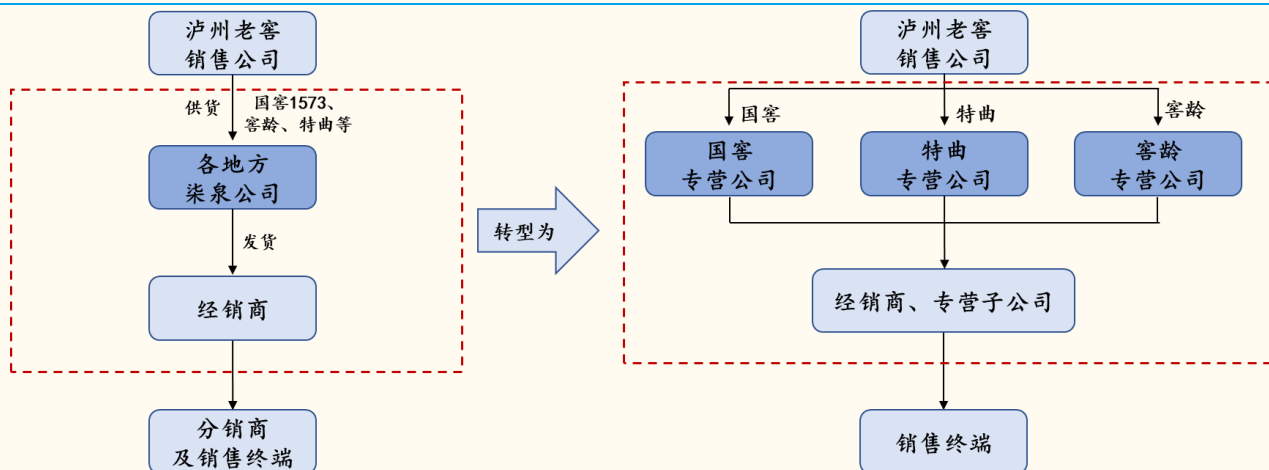 泸州老窖
销售公司
供货
国窖1573、
窖龄、特曲等
各地方
柒泉公司
发货
经销商
分销商
及销售终端
转型为
泸州老窖
销售公司
国窖
特曲
窖龄
国窖
专营公司
特曲
专营公司
窖龄
专营公司
经销商、专营子公司
销售终端